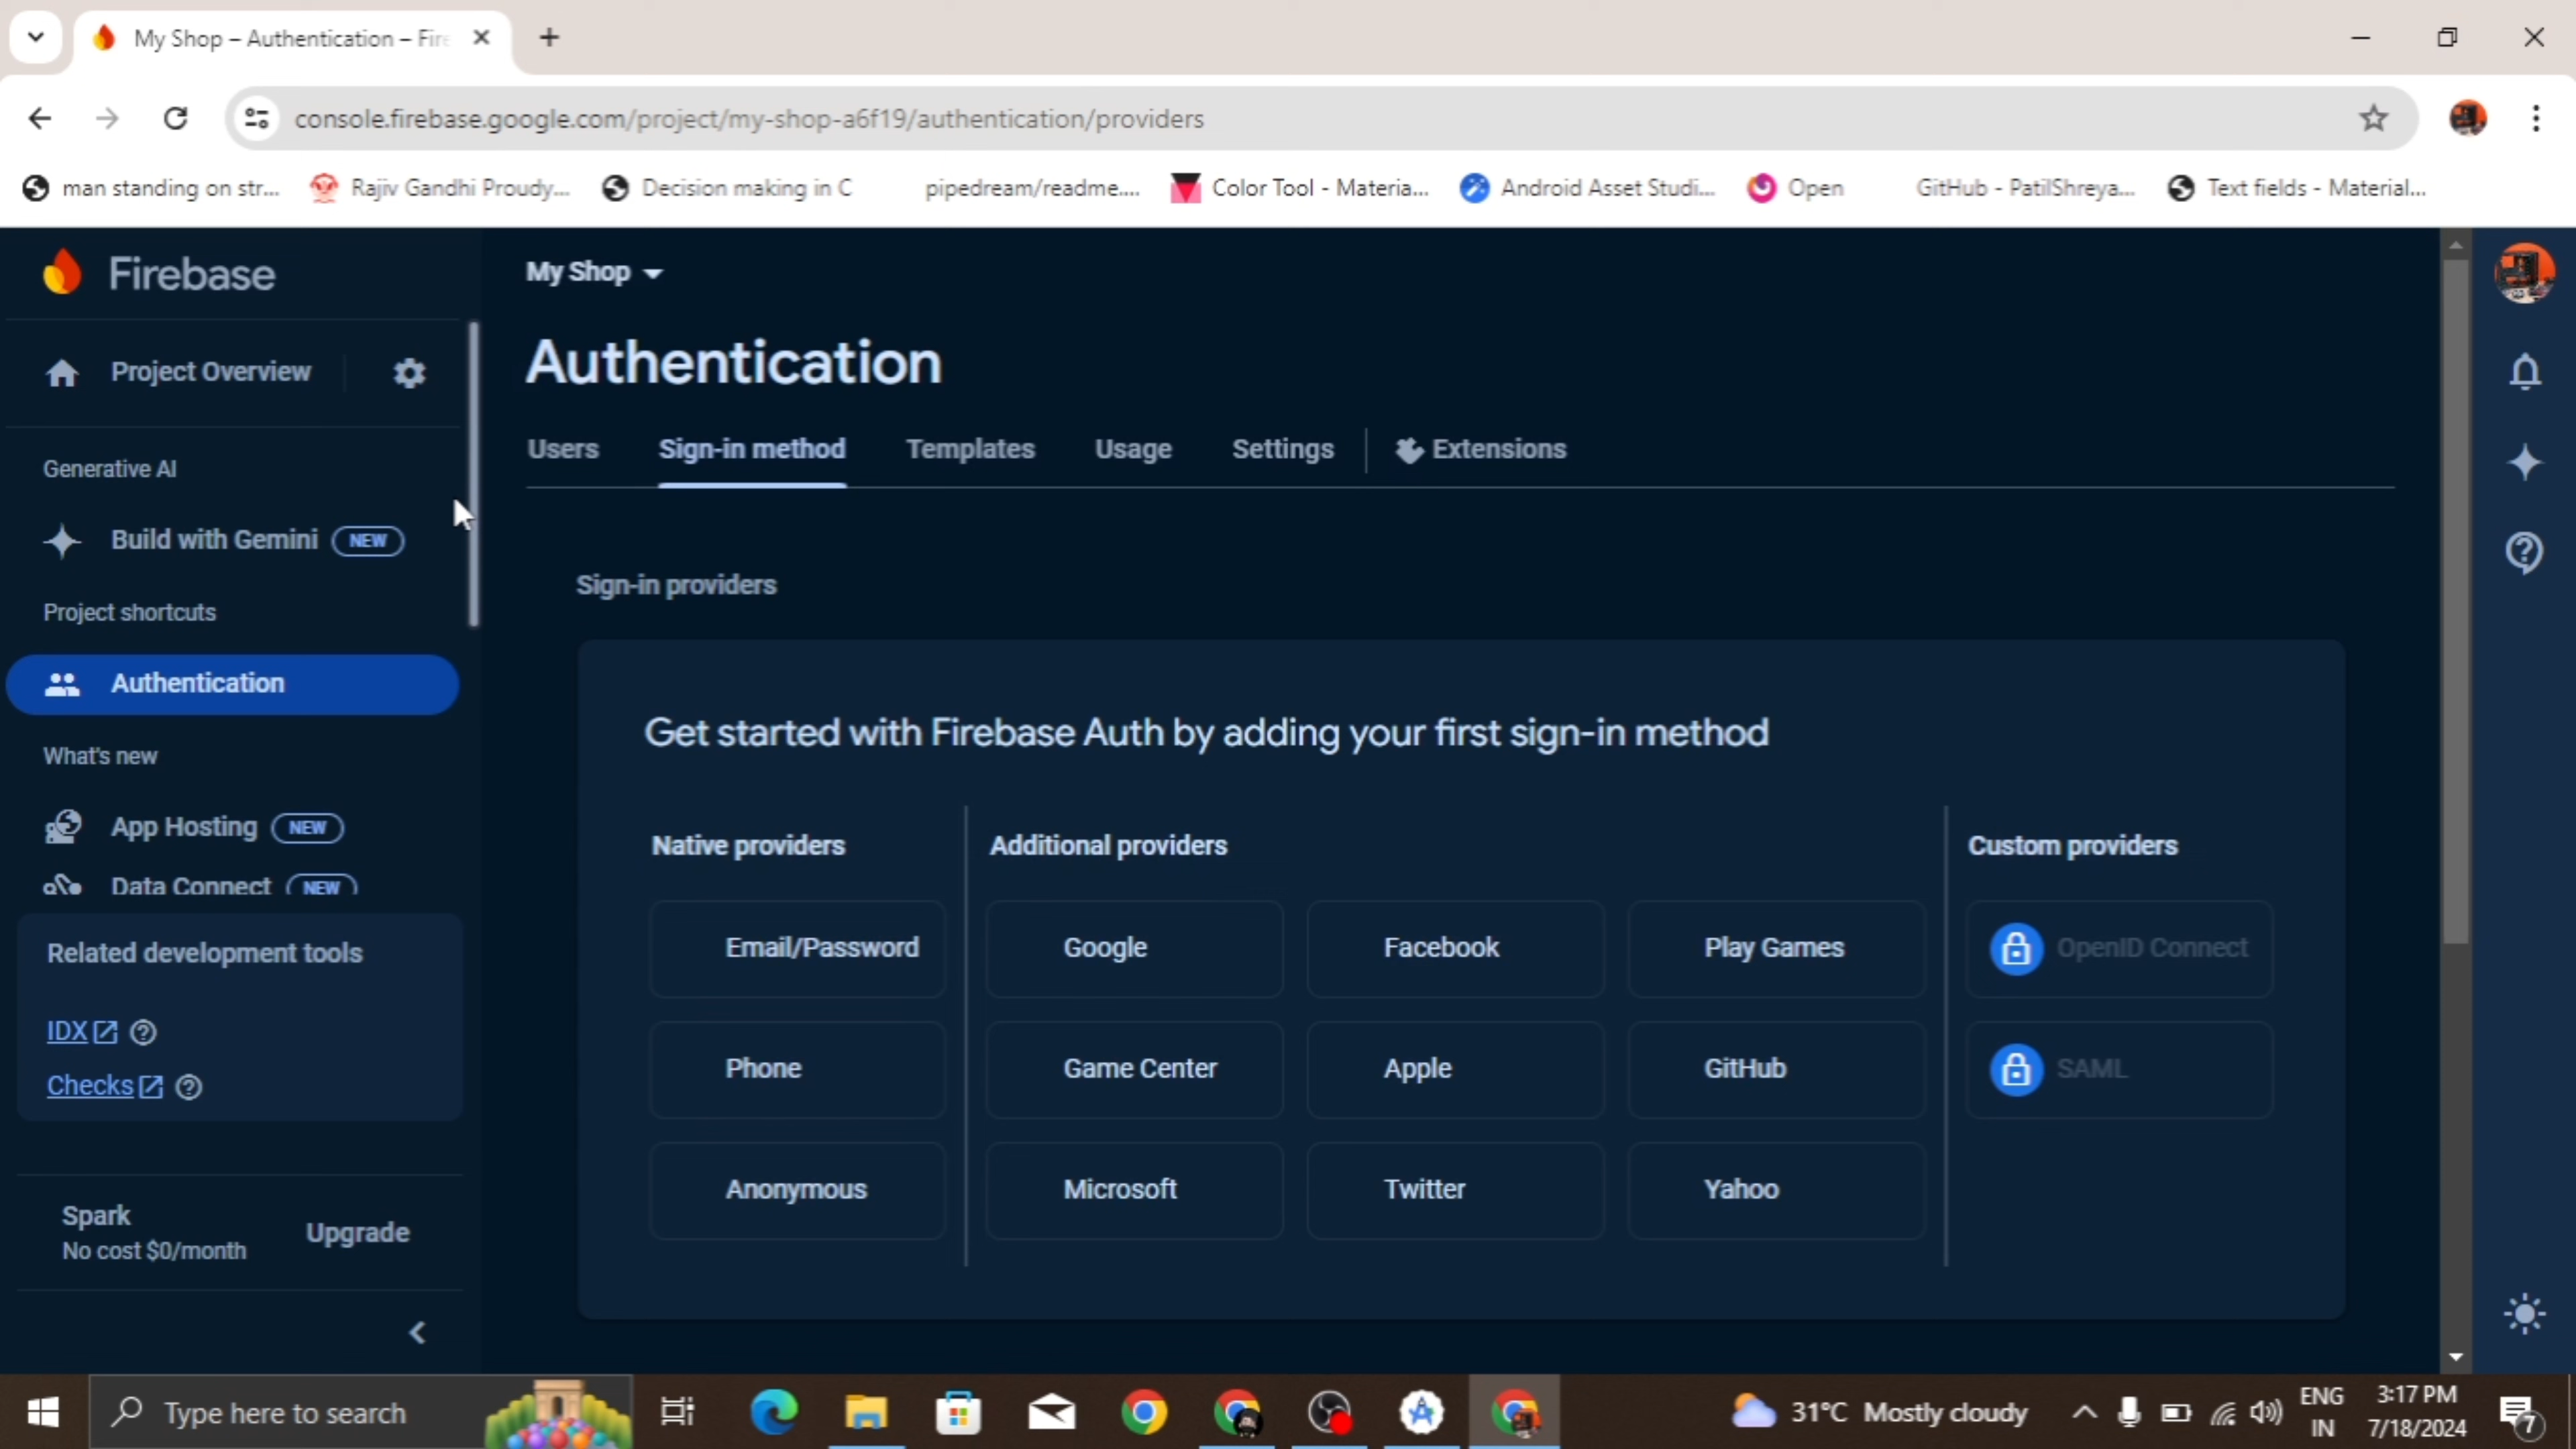 My Shop – Authentication – Fire
console.firebase.google.com/project/my-shop-a6f19/authentication/providers
man standing on str...
Rajiv Gandhi Proudy...
Decision making in C
pipedream/readme....
Color Tool - Materia...
Android Asset Studi...
Open
GitHub - PatilShreya...
Text fields - Material...
Firebase
Project Overview
Generative AI
Build with Gemini NEW
Project shortcuts
Authentication
What's new
App Hosting NEW
Data Connect NEW
Related development tools
IDX
Checks
Spark
No cost $0/month
Upgrade
My Shop
Authentication
Users
Sign-in method
Templates
Usage
Settings
Extensions
Sign-in providers
Get started with Firebase Auth by adding your first sign-in method
Native providers
Additional providers
Custom providers
Email/Password
Google
Facebook
Play Games
OpenID Connect
Phone
Game Center
Apple
GitHub
SAML
Anonymous
Microsoft
Twitter
Yahoo
Type here to search
31°C Mostly cloudy
ENG
IN
3:17 PM
7/18/2024
7